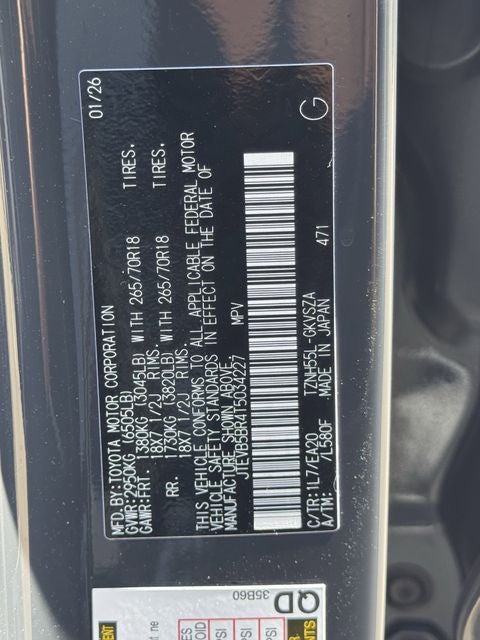 MFD.BY:TOYOTA MOTOR CORPORATION 01/26
GVWR:2950KG (6505LB)
GAWR:FRT. 1380KG (3045LB) WITH 265/70R18 TIRES.
18X7 1/2J RIMS
RR. 1730KG (3820LB) WITH 265/70R18 TIRES.
18X7 1/2J RIMS
THIS VEHICLE CONFORMS TO ALL APPLICABLE FEDERAL MOTOR
VEHICLE SAFETY STANDARDS IN EFFECT ON THE DATE OF
MANUFACTURE SHOWN ABOVE.
JTEVB5BR415034227 MPV
C/TR:1L7/EA20 TZNH55L-GKVSZA
A/TM: /L580F MADE IN JAPAN 471
G
35B60
QD